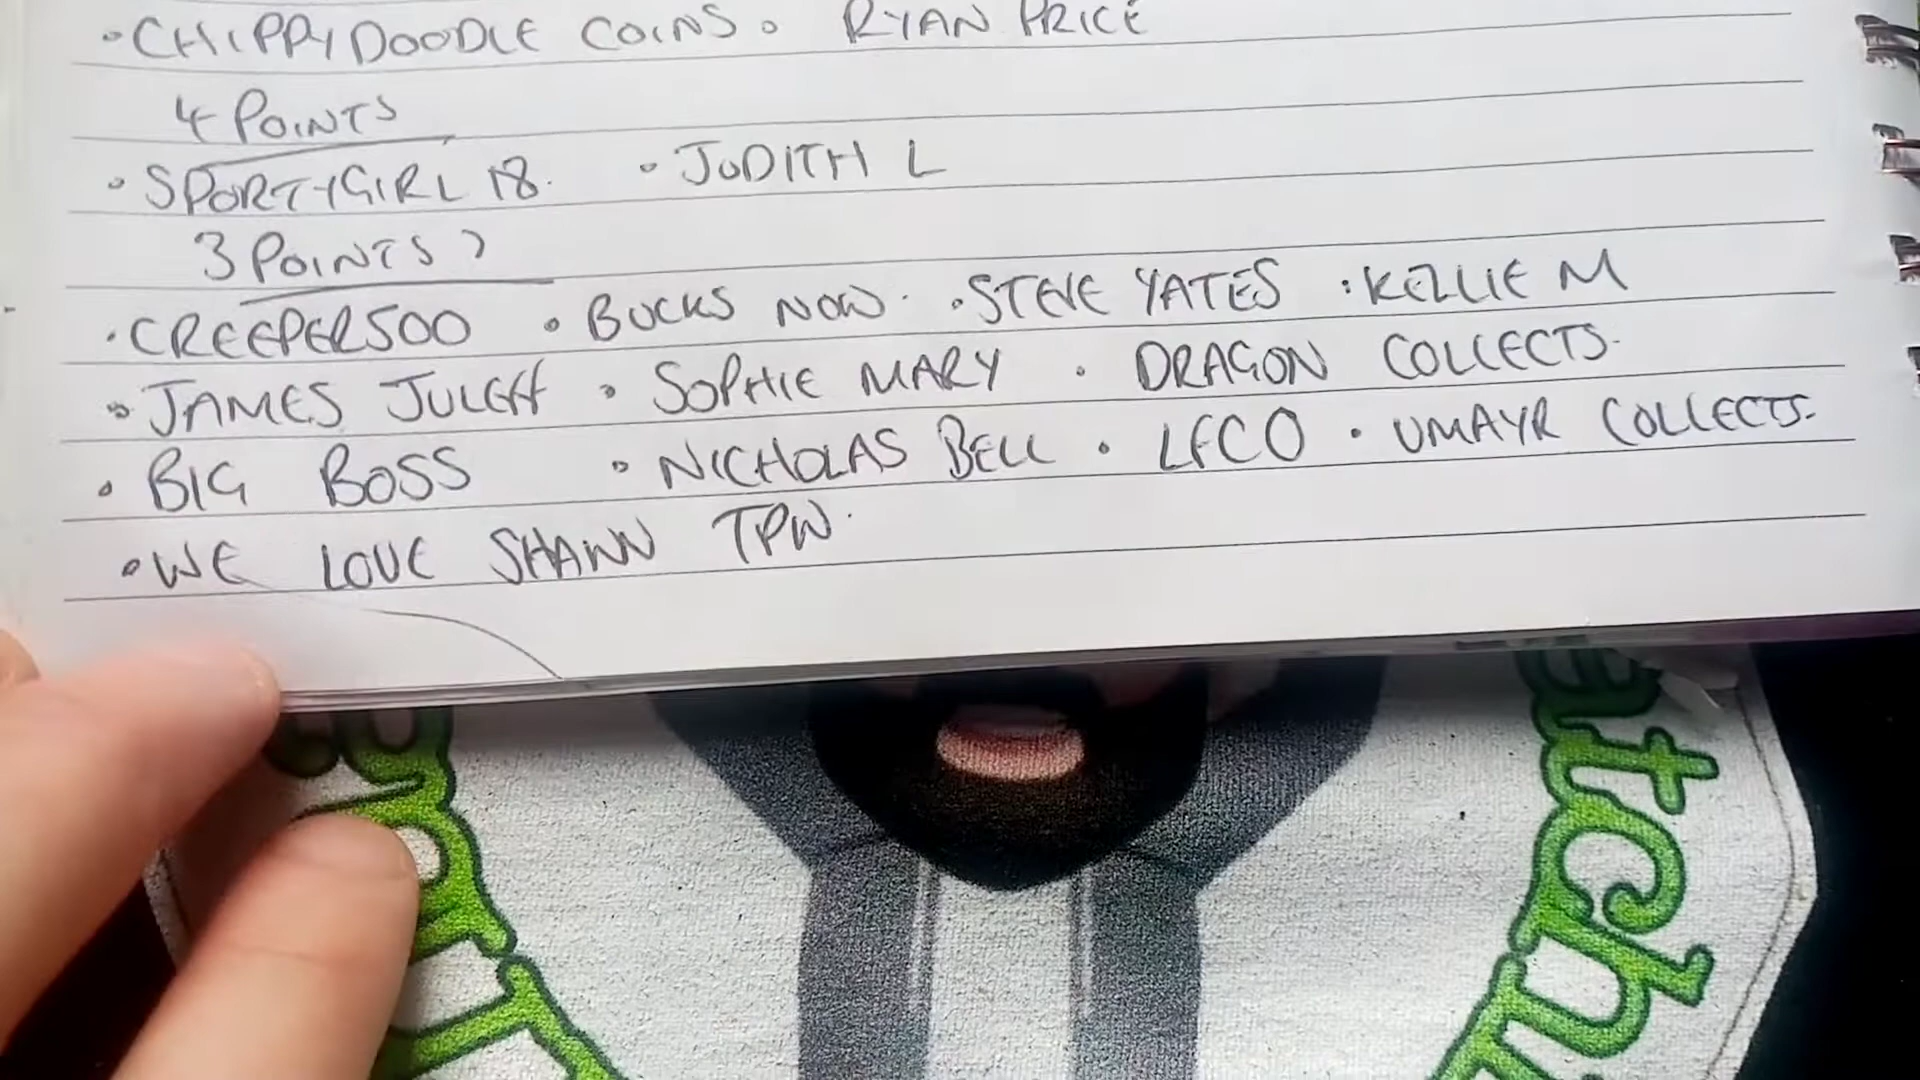 • CHIPPYDOODLE COINS • RYAN PRICE
4 POINTS
• SPORTYGIRL 18. • JUDITH L
3 POINTS
• CREEPER500 • BUCKS NOW • STEVE YATES • KELLIE M
• JAMES JULEFF • SOPHIE MARY • DRAGON COLLECTS.
• BIG BOSS • NICHOLAS BELL • LFCO • UMAYR COLLECTS.
• WE LOVE SHAWN TPW.